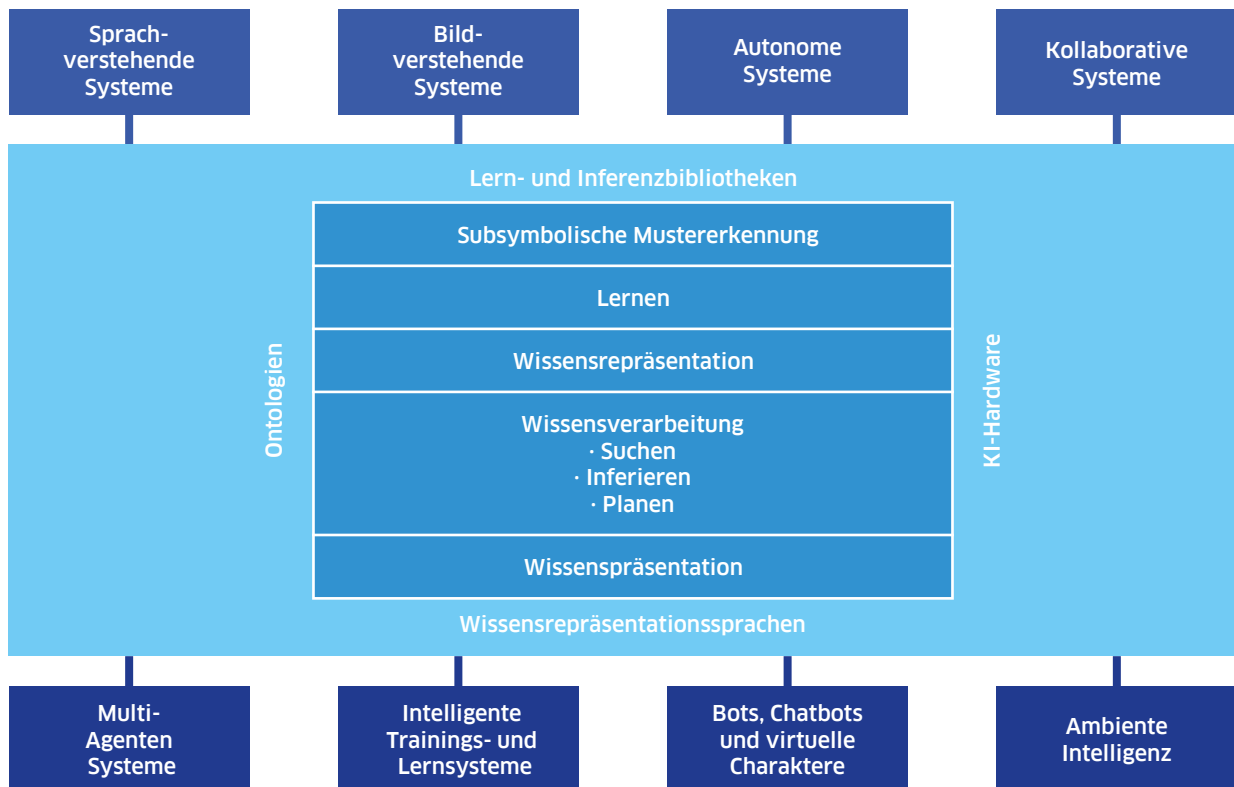 Sprach-
verstehende
Systeme
Bild-
verstehende
Systeme
Autonome
Systeme
Kollaborative
Systeme
Lern- und Inferenzbibliotheken
Subsymbolische Mustererkennung
Lernen
Wissensrepräsentation
Wissensverarbeitung
· Suchen
· Inferieren
· Planen
Wissenspräsentation
Ontologien
KI-Hardware
Wissensrepräsentationssprachen
Multi-
Agenten
Systeme
Intelligente
Trainings- und
Lernsysteme
Bots, Chatbots
und virtuelle
Charaktere
Ambiente
Intelligenz